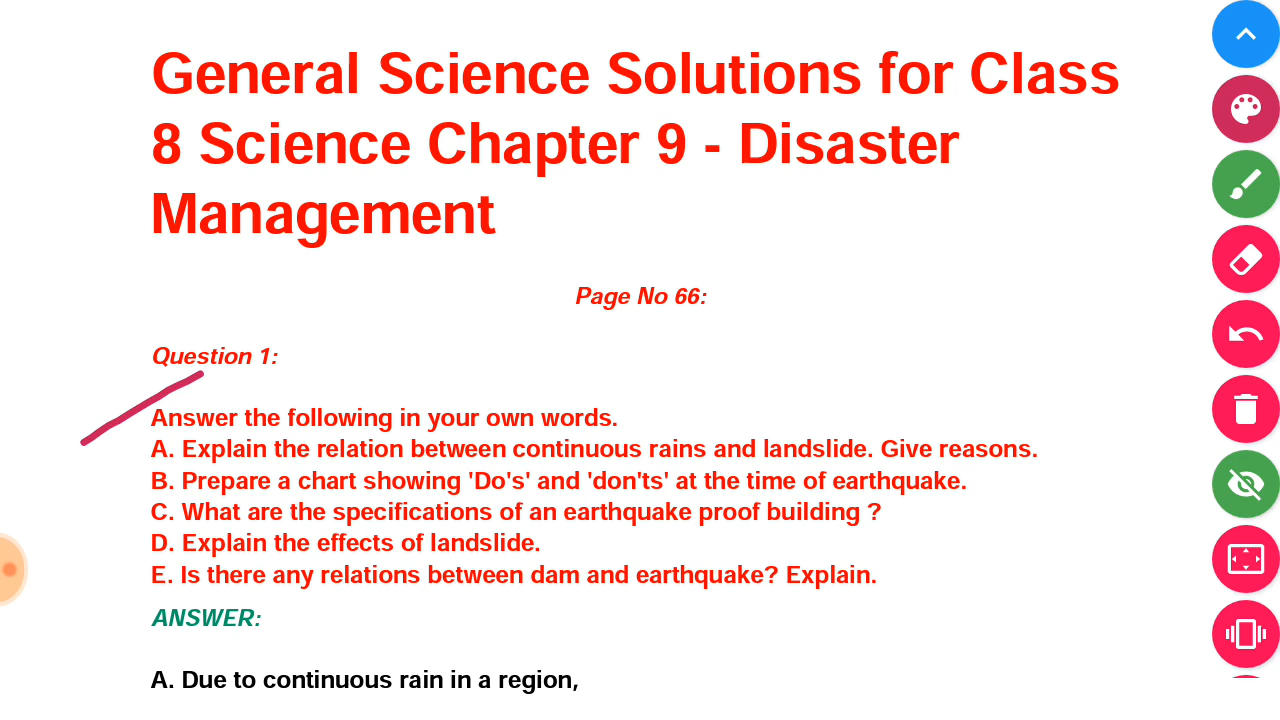 General Science Solutions for Class
8 Science Chapter 9 - Disaster
Management
Page No 66:
Question 1:
Answer the following in your own words.
A. Explain the relation between continuous rains and landslide. Give reasons.
B. Prepare a chart showing 'Do's' and 'don'ts' at the time of earthquake.
C. What are the specifications of an earthquake proof building ?
D. Explain the effects of landslide.
E. Is there any relations between dam and earthquake? Explain.
ANSWER:
A. Due to continuous rain in a region,